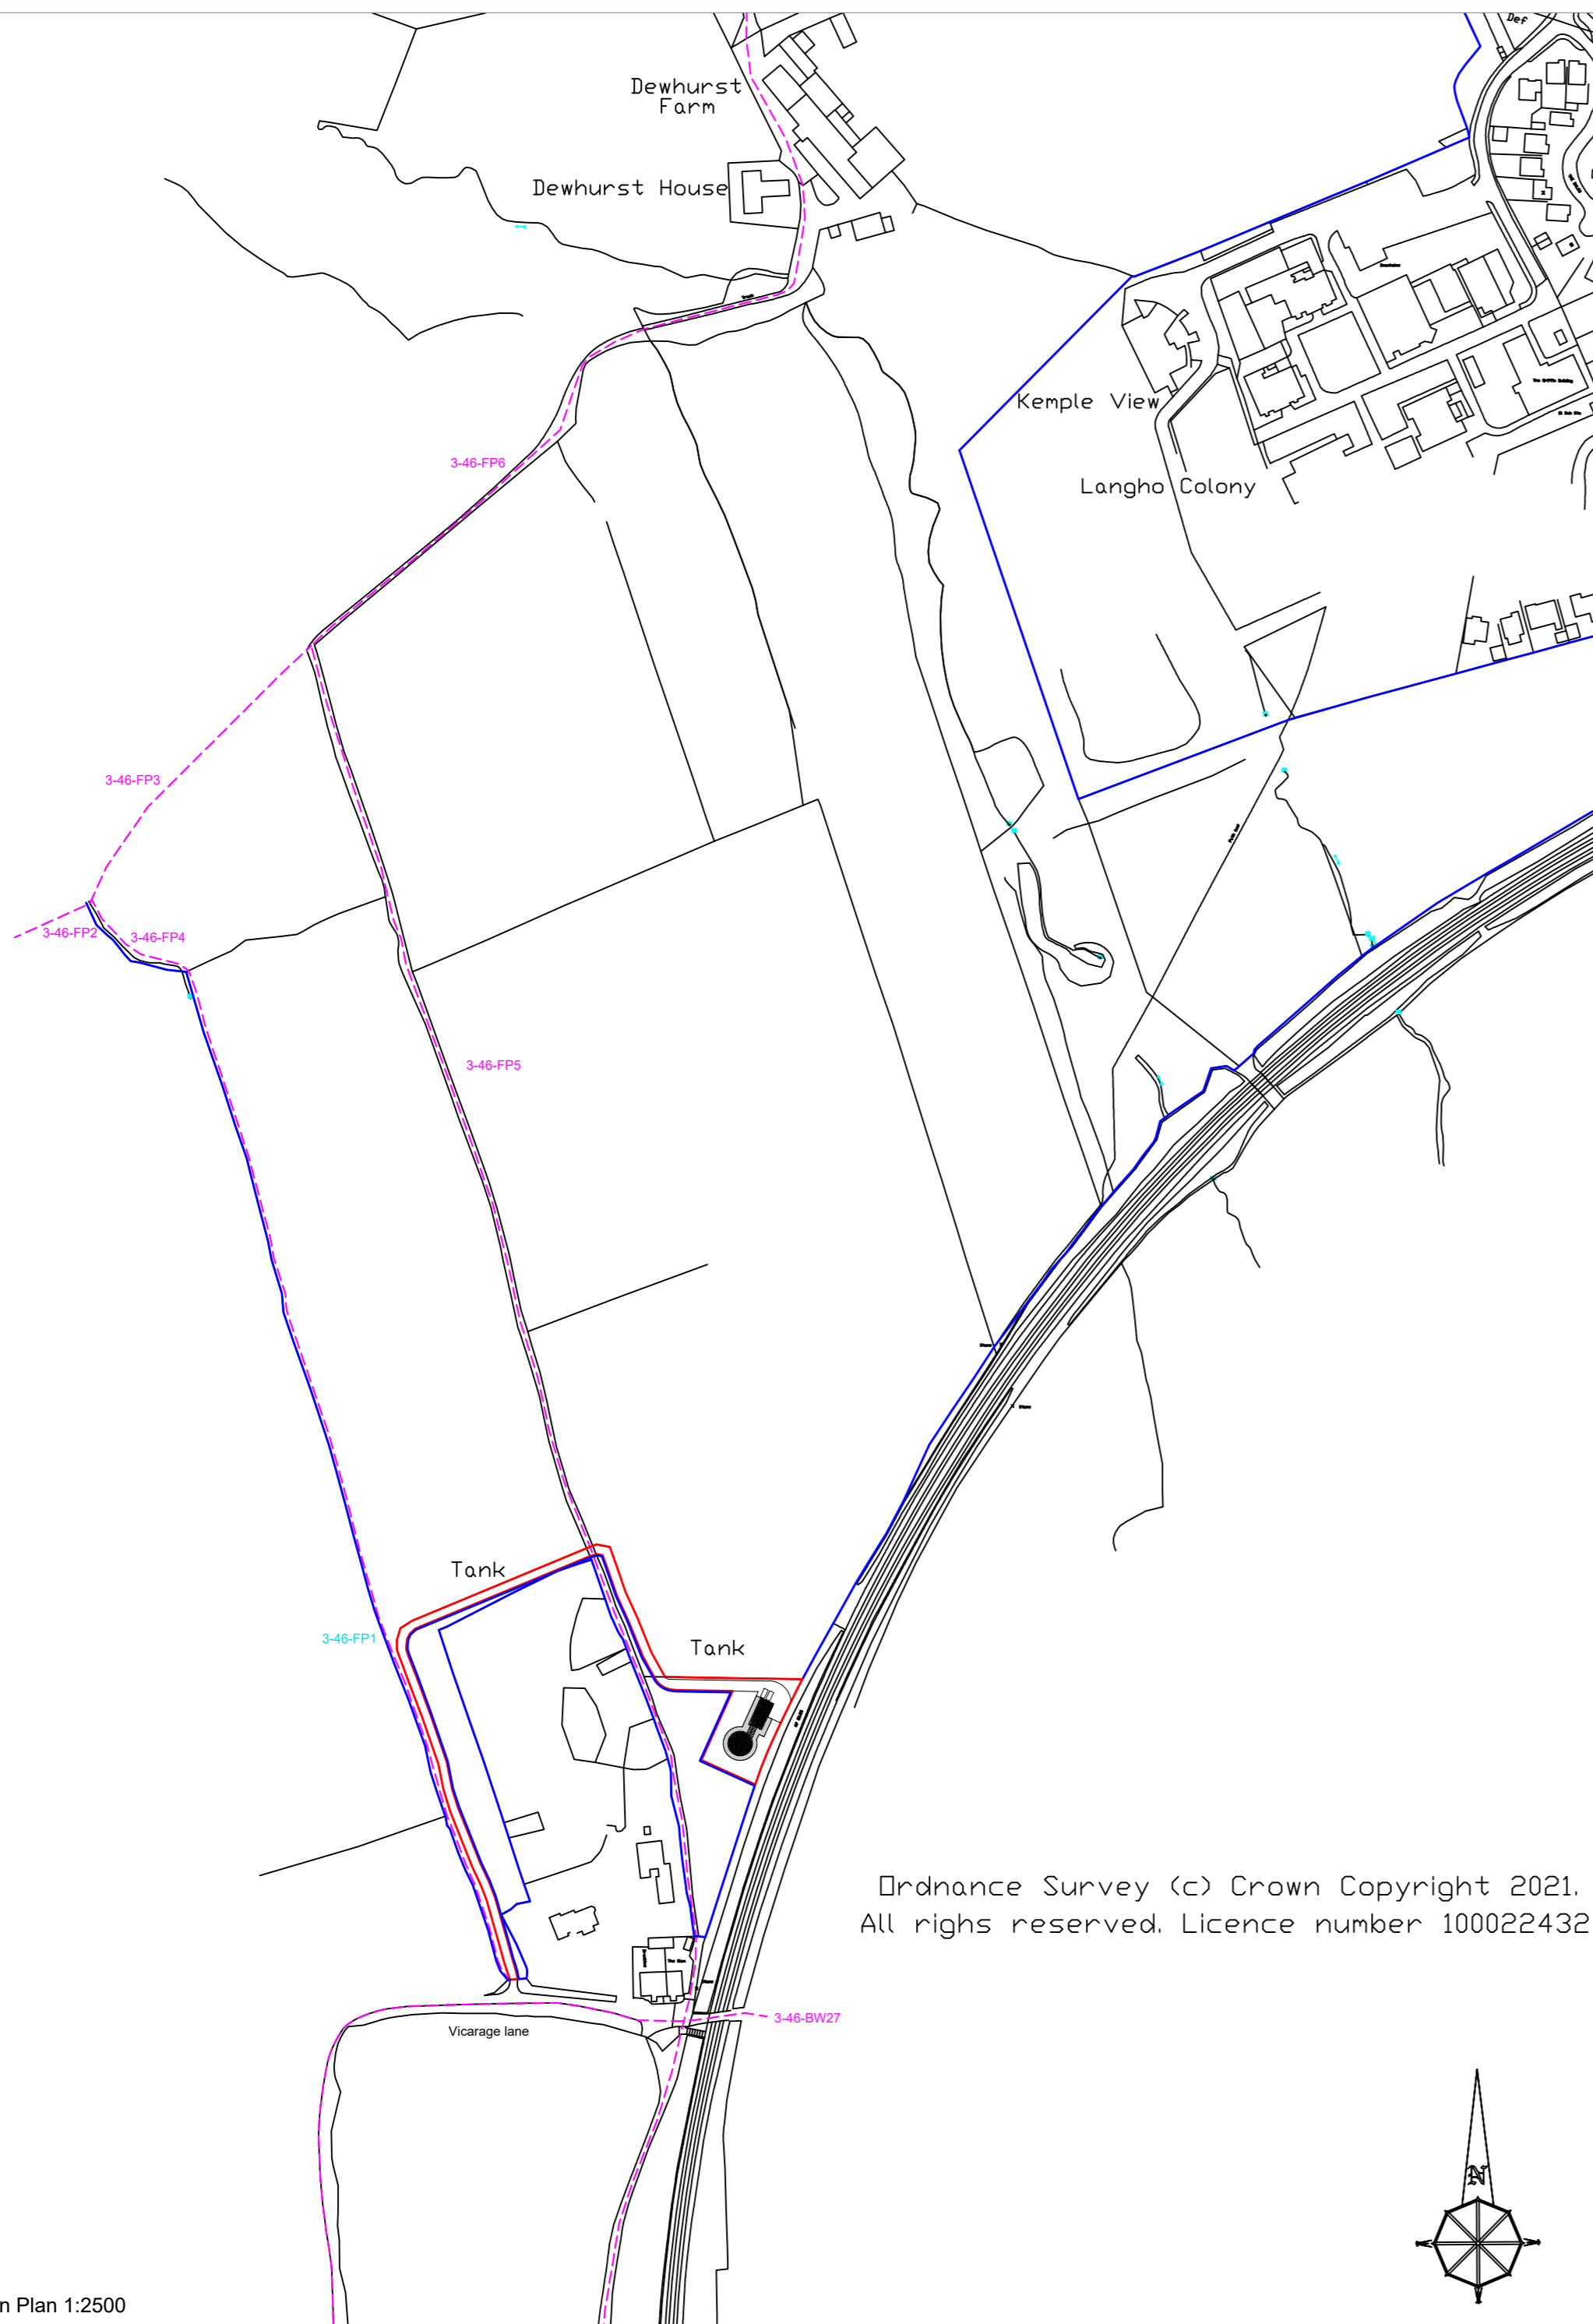 Def
Dewhurst
Farm
Dewhurst House
Kemple View
Langho Colony
3-46-FP6
3-46-FP3
3-46-FP2
3-46-FP4
3-46-FP5
Tank
3-46-FP1
Tank
Ordnance Survey (c) Crown Copyright 2021.
All righs reserved. Licence number 100022432
3-46-BW27
Vicarage lane
N
n Plan 1:2500